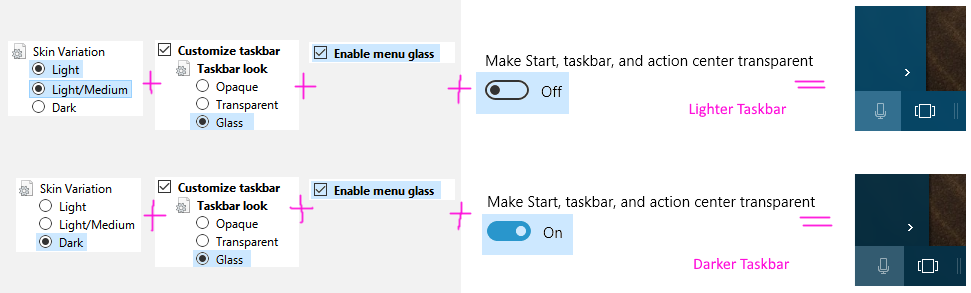 Skin Variation
Light
Light/Medium
Dark
Customize taskbar
Taskbar look
Opaque
Transparent
Glass
Enable menu glass
Make Start, taskbar, and action center transparent
Off
Lighter Taskbar
Skin Variation
Light
Light/Medium
Dark
Customize taskbar
Taskbar look
Opaque
Transparent
Glass
Enable menu glass
Make Start, taskbar, and action center transparent
On
Darker Taskbar